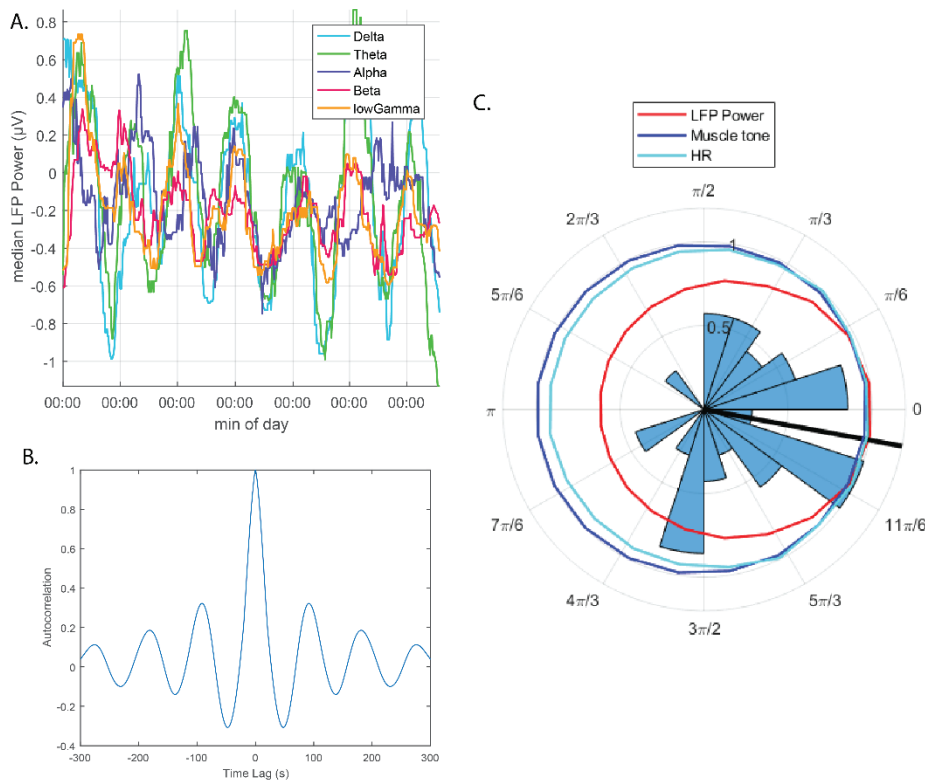 A.
0.8
0.6
0.4
0.2
0
-0.2
-0.4
-0.6
-0.8
-1
median LFP Power (µV)
Delta
Theta
Alpha
Beta
lowGamma
00:00 00:00 00:00 00:00 00:00 00:00 00:00
min of day
B.
1
0.8
0.6
0.4
0.2
0
-0.2
-0.4
Autocorrelation
-300 -200 -100 0 100 200 300
Time Lag (s)
C.
LFP Power
Muscle tone
HR
π/2
2π/3 π/3
5π/6 π/6
1
0.5
π 0
7π/6 11π/6
4π/3 5π/3
3π/2